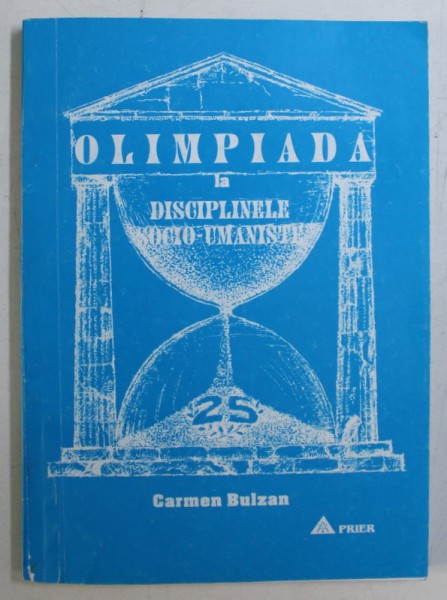 OLIMPIADA
la
DISCIPLINELE
SOCIO-UMANISTE
25
Carmen Bulzan
PRIER